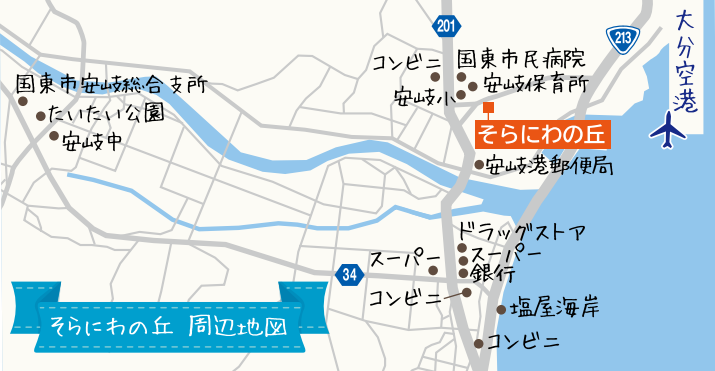 201
213
大分空港
コンビニ
国東市民病院
安岐保育所
安岐小
国東市安岐総合支所
たいたい公園
安岐中
そらにわの丘
安岐港郵便局
ドラッグストア
スーパー
スーパー
銀行
34
コンビニ
塩屋海岸
コンビニ
そらにわの丘 周辺地図